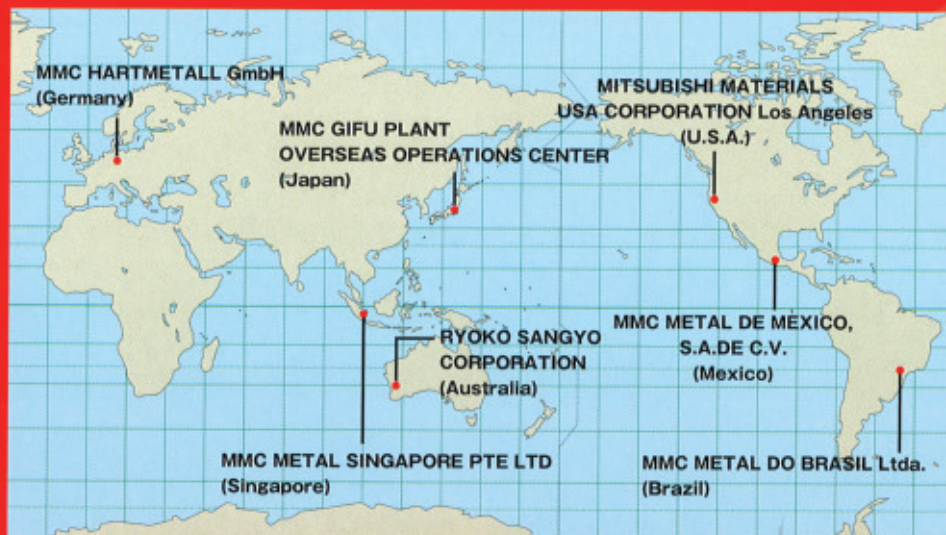 MMC HARTMETALL GmbH
(Germany)
MMC GIFU PLANT
OVERSEAS OPERATIONS CENTER
(Japan)
MITSUBISHI MATERIALS
USA CORPORATION Los Angeles
(U.S.A.)
RYOKO SANGYO
CORPORATION
(Australia)
MMC METAL DE MEXICO,
S.A.DE C.V.
(Mexico)
MMC METAL SINGAPORE PTE LTD
(Singapore)
MMC METAL DO BRASIL Ltda.
(Brazil)